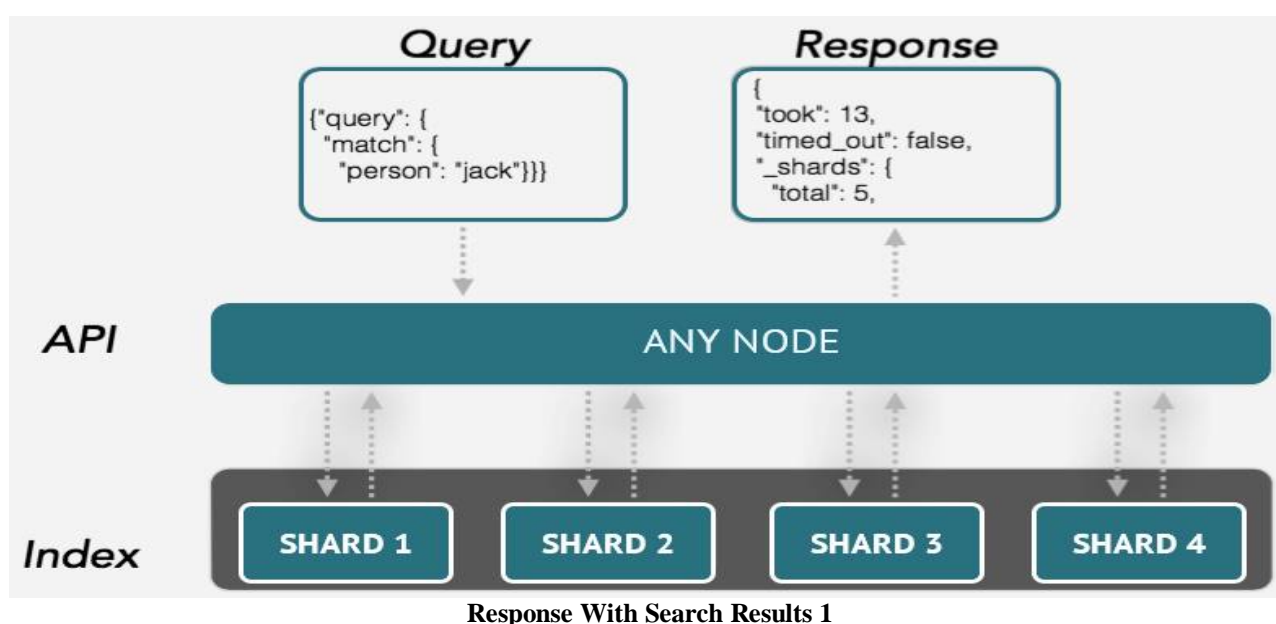 Query
Response
{"query": {
"match": {
"person": "jack"}}}
{
"took": 13,
"timed_out": false,
"_shards": {
"total": 5,
API
ANY NODE
Index
SHARD 1
SHARD 2
SHARD 3
SHARD 4
Response With Search Results 1